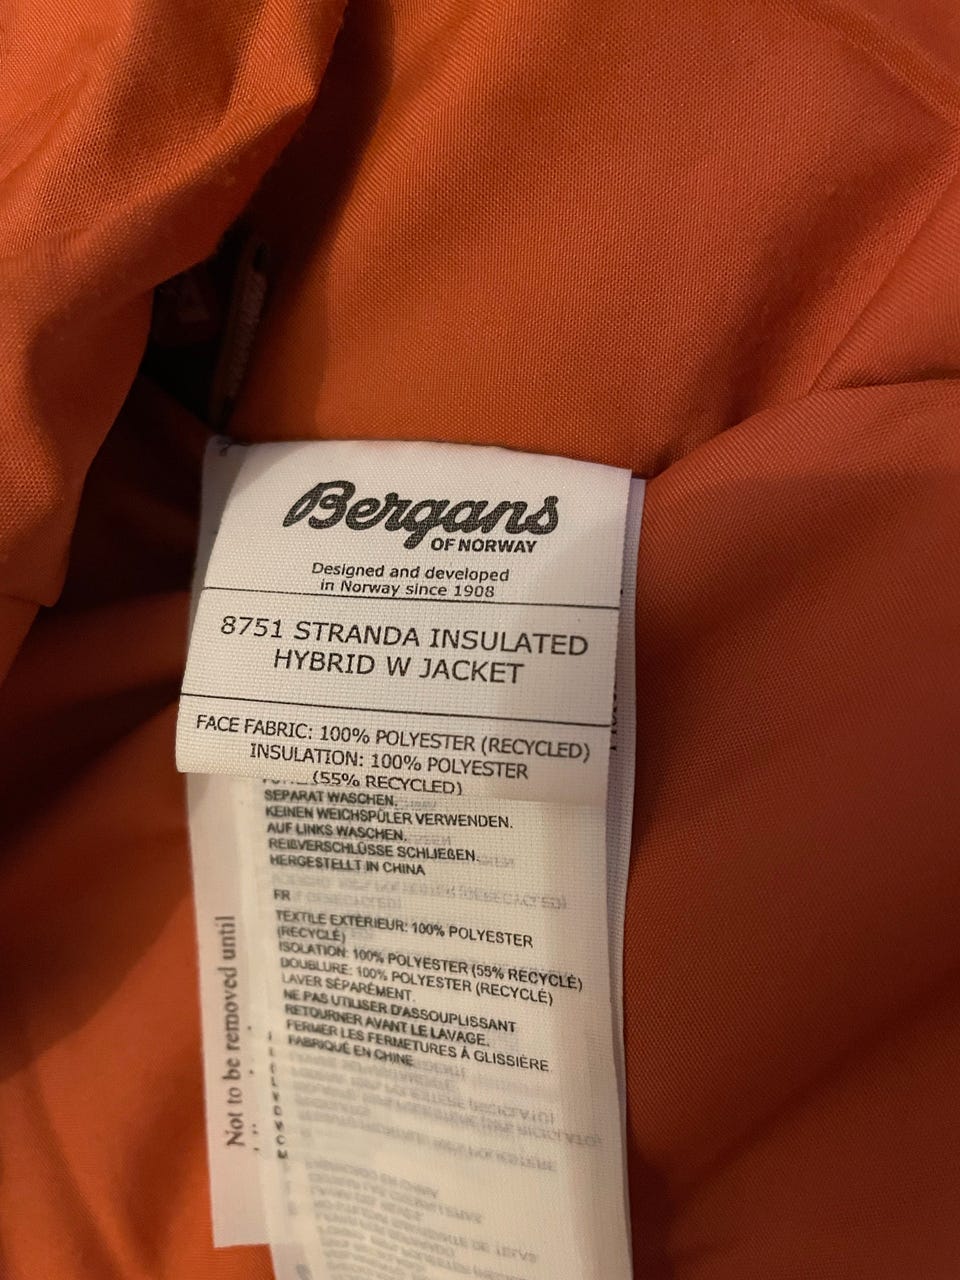 Bergans
OF NORWAY
Designed and developed
in Norway since 1908
8751 STRANDA INSULATED
HYBRID W JACKET
FACE FABRIC: 100% POLYESTER (RECYCLED)
INSULATION: 100% POLYESTER
(55% RECYCLED)
SEPARAT WASCHEN.
KEINEN WEICHSPÜLER VERWENDEN.
AUF LINKS WASCHEN.
REIßVERSCHLÜSSE SCHLIEßEN.
HERGESTELLT IN CHINA
FR
TEXTILE EXTÉRIEUR: 100% POLYESTER
(RECYCLÉ)
ISOLATION: 100% POLYESTER (55% RECYCLÉ)
DOUBLURE: 100% POLYESTER (RECYCLÉ)
LAVER SÉPARÉMENT.
NE PAS UTILISER D'ASSOUPLISSANT
RETOURNER AVANT LE LAVAGE.
FERMER LES FERMETURES À GLISSIÈRE
FABRIQUÉ EN CHINE
Not to be removed until